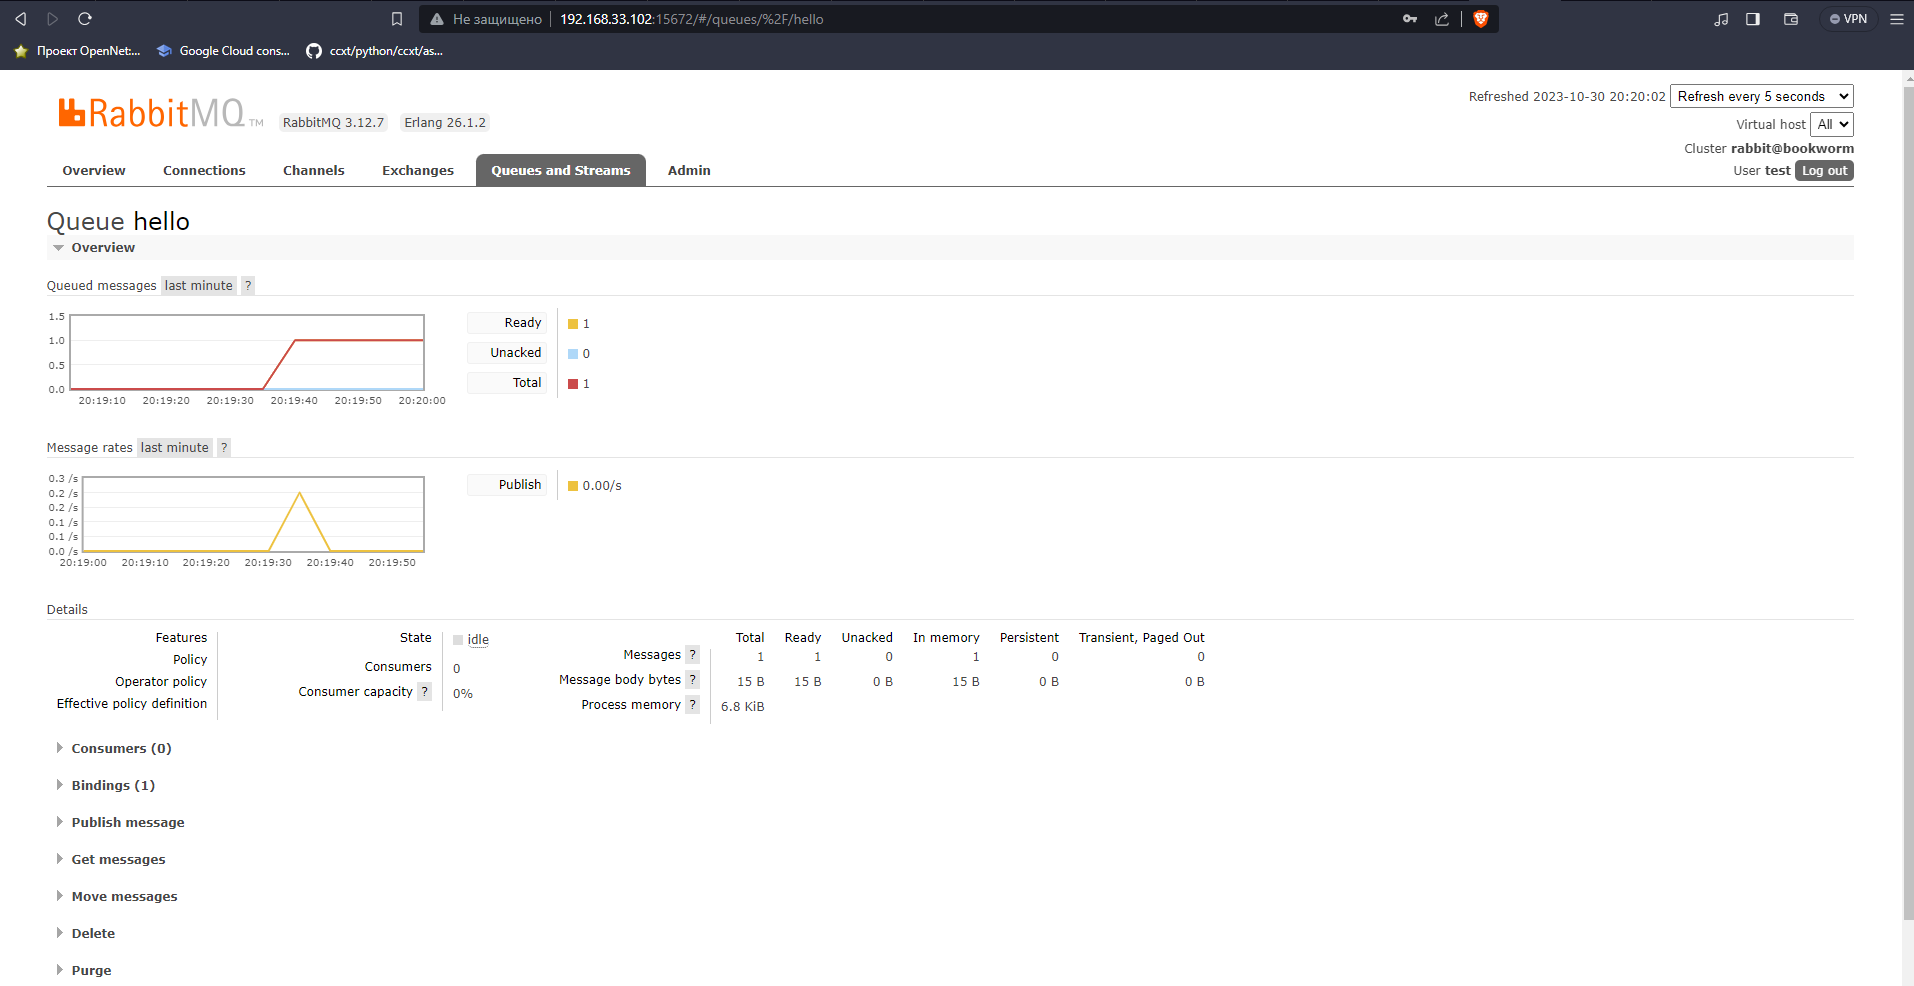 Не защищено 192.168.33.102:15672/#/queues/%2F/hello
VPN
Проект OpenNet:... Google Cloud cons... ccxt/python/ccxt/as...
RabbitMQ TM RabbitMQ 3.12.7 Erlang 26.1.2
Refreshed 2023-10-30 20:20:02 Refresh every 5 seconds
Virtual host All
Cluster rabbit@bookworm
User test Log out
Overview Connections Channels Exchanges Queues and Streams Admin
Queue hello
Overview
Queued messages last minute ?
1.5
1.0
0.5
0.0
20:19:10 20:19:20 20:19:30 20:19:40 20:19:50 20:20:00
Ready 1
Unacked 0
Total 1
Message rates last minute ?
0.3 /s
0.2 /s
0.2 /s
0.1 /s
0.1 /s
0.0 /s
20:19:00 20:19:10 20:19:20 20:19:30 20:19:40 20:19:50
Publish 0.00/s
Details
Features
Policy
Operator policy
Effective policy definition
State idle
Consumers 0
Consumer capacity ? 0%
Total Ready Unacked In memory Persistent Transient, Paged Out
Messages ? 1 1 0 1 0 0
Message body bytes ? 15 B 15 B 0 B 15 B 0 B 0 B
Process memory ? 6.8 KiB
Consumers (0)
Bindings (1)
Publish message
Get messages
Move messages
Delete
Purge